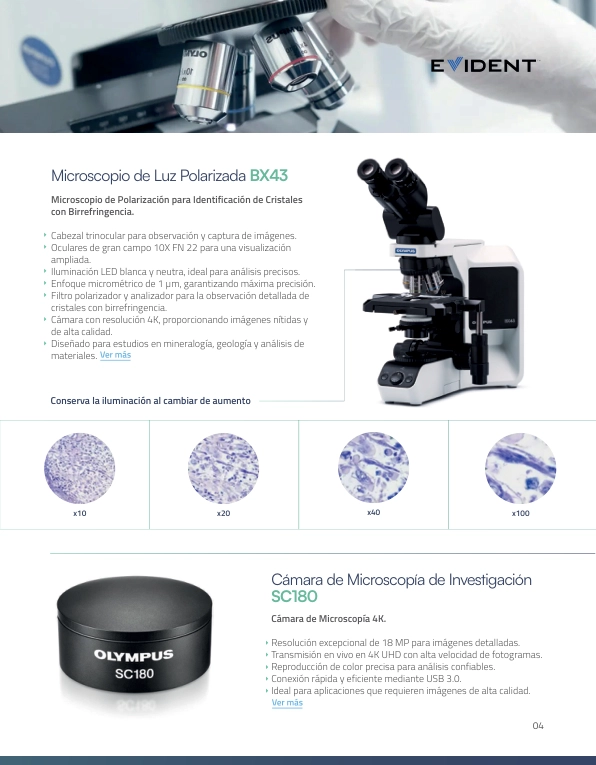 EVIDENT
Microscopio de Luz Polarizada BX43
Microscopio de Polarización para Identificación de Cristales
con Birrefringencia.
Cabezal trinocular para observación y captura de imágenes.
Oculares de gran campo 10X FN 22 para una visualización
ampliada.
Iluminación LED blanca y neutra, ideal para análisis precisos.
Enfoque micrométrico de 1 µm, garantizando máxima precisión.
Filtro polarizador y analizador para la observación detallada de
cristales con birrefringencia.
Cámara con resolución 4K, proporcionando imágenes nítidas y
de alta calidad.
Diseñado para estudios en mineralogía, geología y análisis de
materiales. Ver más
OLYMPUS
BX43
Conserva la iluminación al cambiar de aumento
x10
x20
x40
x100
Cámara de Microscopía de Investigación
SC180
Cámara de Microscopía 4K.
Resolución excepcional de 18 MP para imágenes detalladas.
Transmisión en vivo en 4K UHD con alta velocidad de fotogramas.
Reproducción de color precisa para análisis confiables.
Conexión rápida y eficiente mediante USB 3.0.
Ideal para aplicaciones que requieren imágenes de alta calidad.
Ver más
OLYMPUS
SC180
04